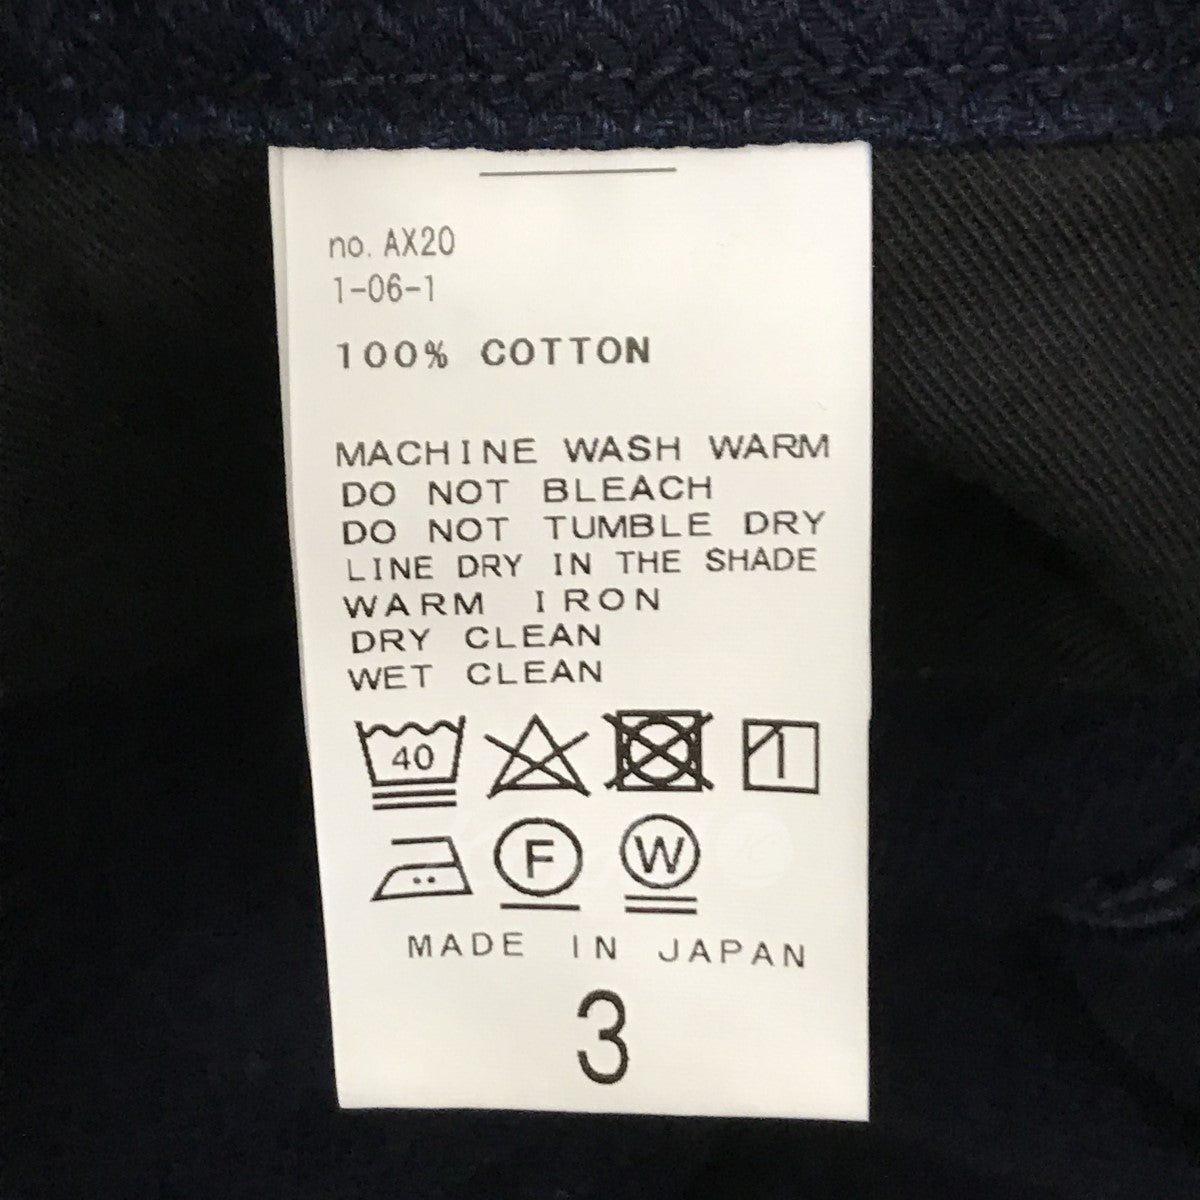 no. AX20
1-06-1
100% COTTON
MACHINE WASH WARM
DO NOT BLEACH
DO NOT TUMBLE DRY
LINE DRY IN THE SHADE
WARM IRON
DRY CLEAN
WET CLEAN
40
F W
MADE IN JAPAN
3